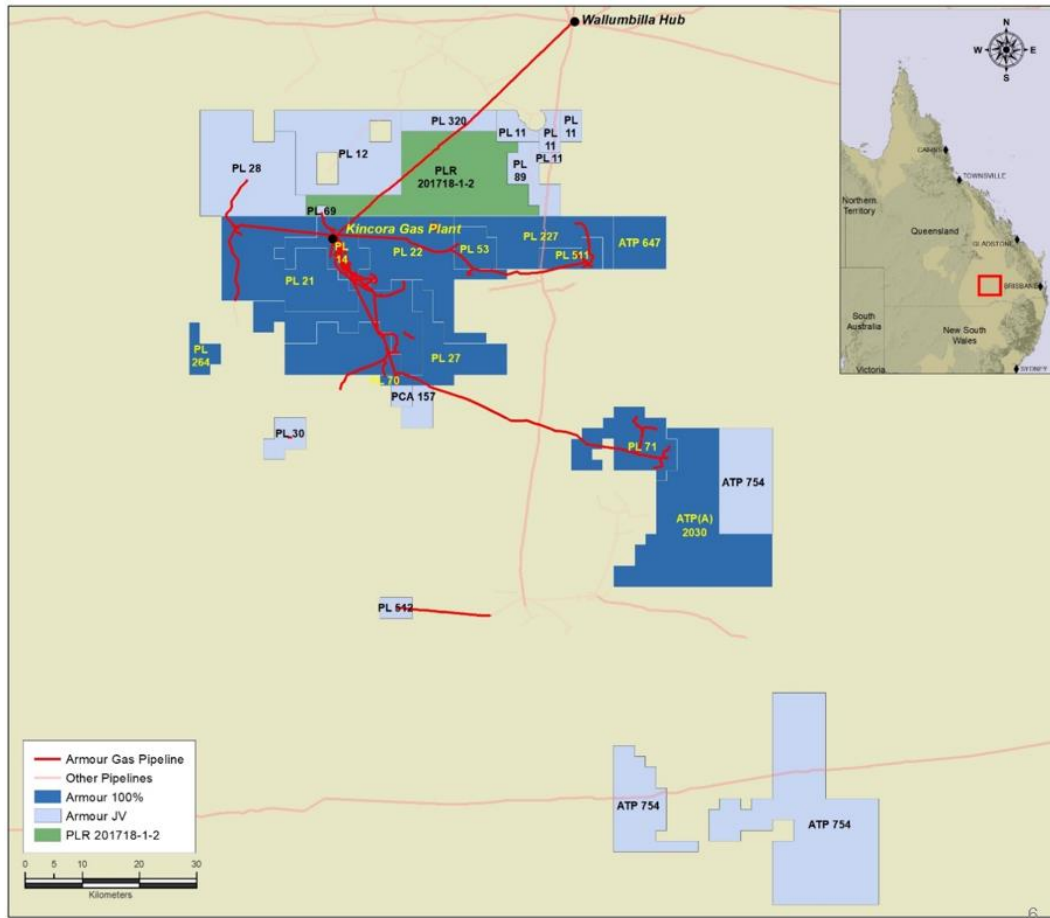 Wallumbilla Hub
PL 320
PL 11
PL
11
PL
11
PL 11
PL 12
PL 28
PL
89
PLR
201718-1-2
PL 69
Kincora Gas Plant
PL
14
PL 22
PL 53
PL 227
ATP 647
PL 511
PL 21
PL
264
PL 27
PL 70
PCA 157
PL 30
PL 71
ATP 754
ATP(A)
2030
PL 512
ATP 754
ATP 754
N
W
E
S
CAIRNS
TOWNSVILLE
Northern
Territory
Queensland
GLADSTONE
BRISBANE
South
Australia
New South
Wales
Victoria
SYDNEY
Armour Gas Pipeline
Other Pipelines
Armour 100%
Armour JV
PLR 201718-1-2
0 5 10 20 30
Kilometers
6